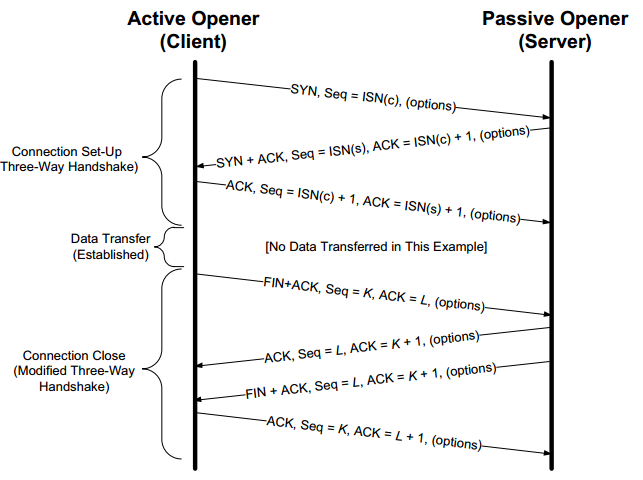 Active Opener
(Client)
Passive Opener
(Server)
SYN, Seq = ISN(c), (options)
SYN + ACK, Seq = ISN(s), ACK = ISN(c) + 1, (options)
Connection Set-Up
Three-Way Handshake)
ACK, Seq = ISN(c) + 1, ACK = ISN(s) + 1, (options)
Data Transfer
(Established)
[No Data Transferred in This Example]
FIN+ACK, Seq = K, ACK = L, (options)
ACK, Seq = L, ACK = K + 1, (options)
Connection Close
(Modified Three-Way
Handshake)
FIN + ACK, Seq = L, ACK = K + 1, (options)
ACK, Seq = K, ACK = L + 1, (options)